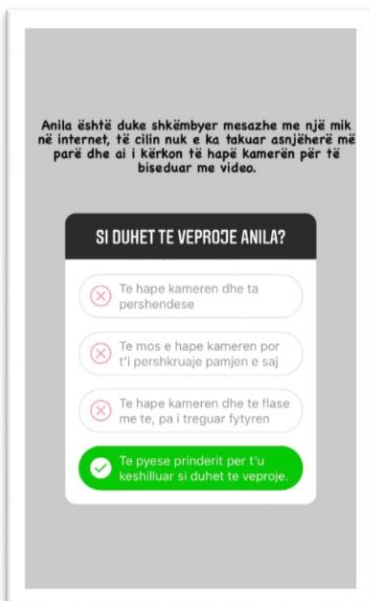 Anila është duke shkëmbyer mesazhe me një mik
në internet, të cilin nuk e ka takuar asnjëherë më
parë dhe ai i kërkon të hapë kamerën për të
biseduar me video.
SI DUHET TE VEPROJE ANILA?
Te hape kameren dhe ta
pershendese
Te mos e hape kameren por
t'i pershkruaje pamjen e saj
Te hape kameren dhe te flase
me te, pa i treguar fytyren
Te pyese prinderit per t'u
keshilluar si duhet te veproje.